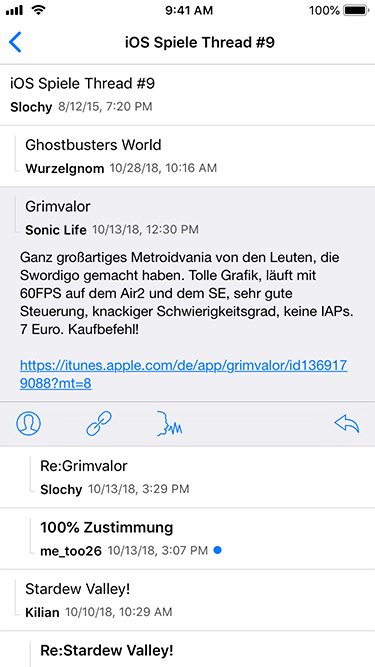 9:41 AM
100%
iOS Spiele Thread #9
iOS Spiele Thread #9
Slochy 8/12/15, 7:20 PM
Ghostbusters World
Wurzelgnom 10/28/18, 10:16 AM
Grimvalor
Sonic Life 10/13/18, 12:30 PM
Ganz großartiges Metroidvania von den Leuten, die
Swordigo gemacht haben. Tolle Grafik, läuft mit
60FPS auf dem Air2 und dem SE, sehr gute
Steuerung, knackiger Schwierigkeitsgrad, keine IAPs.
7 Euro. Kaufbefehl!
https://itunes.apple.com/de/app/grimvalor/id136917
9088?mt=8
Re:Grimvalor
Slochy 10/13/18, 3:29 PM
100% Zustimmung
me_too26 10/13/18, 3:07 PM
Stardew Valley!
Kilian 10/10/18, 10:29 AM
Re:Stardew Valley!